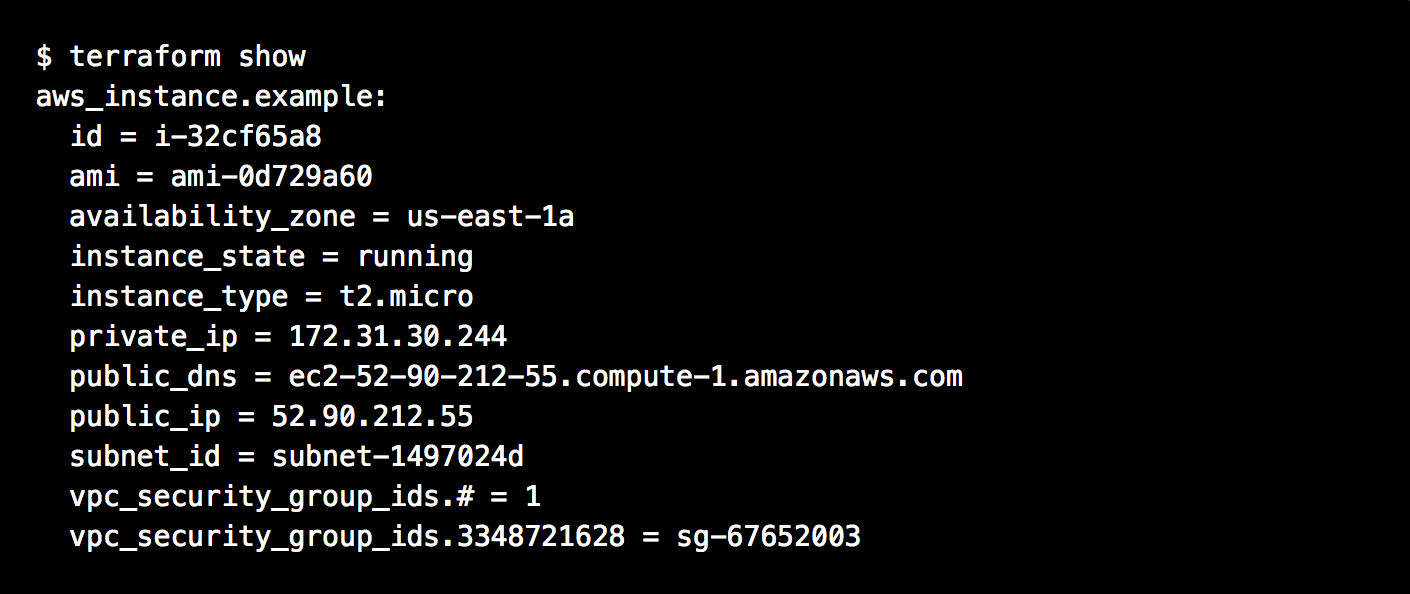 $ terraform show
aws_instance.example:
  id = i-32cf65a8
  ami = ami-0d729a60
  availability_zone = us-east-1a
  instance_state = running
  instance_type = t2.micro
  private_ip = 172.31.30.244
  public_dns = ec2-52-90-212-55.compute-1.amazonaws.com
  public_ip = 52.90.212.55
  subnet_id = subnet-1497024d
  vpc_security_group_ids.# = 1
  vpc_security_group_ids.3348721628 = sg-67652003